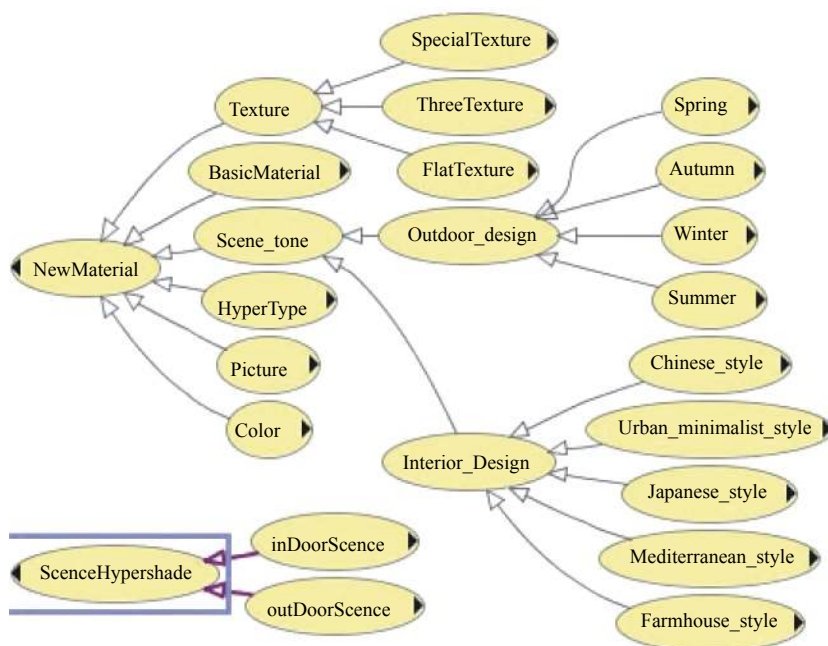 SpecialTexture
Texture
ThreeTexture
Spring
BasicMaterial
FlatTexture
Autumn
Scene_tone
Outdoor_design
Winter
NewMaterial
HyperType
Summer
Picture
Chinese_style
Color
Urban_minimalist_style
Interior_Design
Japanese_style
inDoorScence
Mediterranean_style
ScenceHypershade
outDoorScence
Farmhouse_style